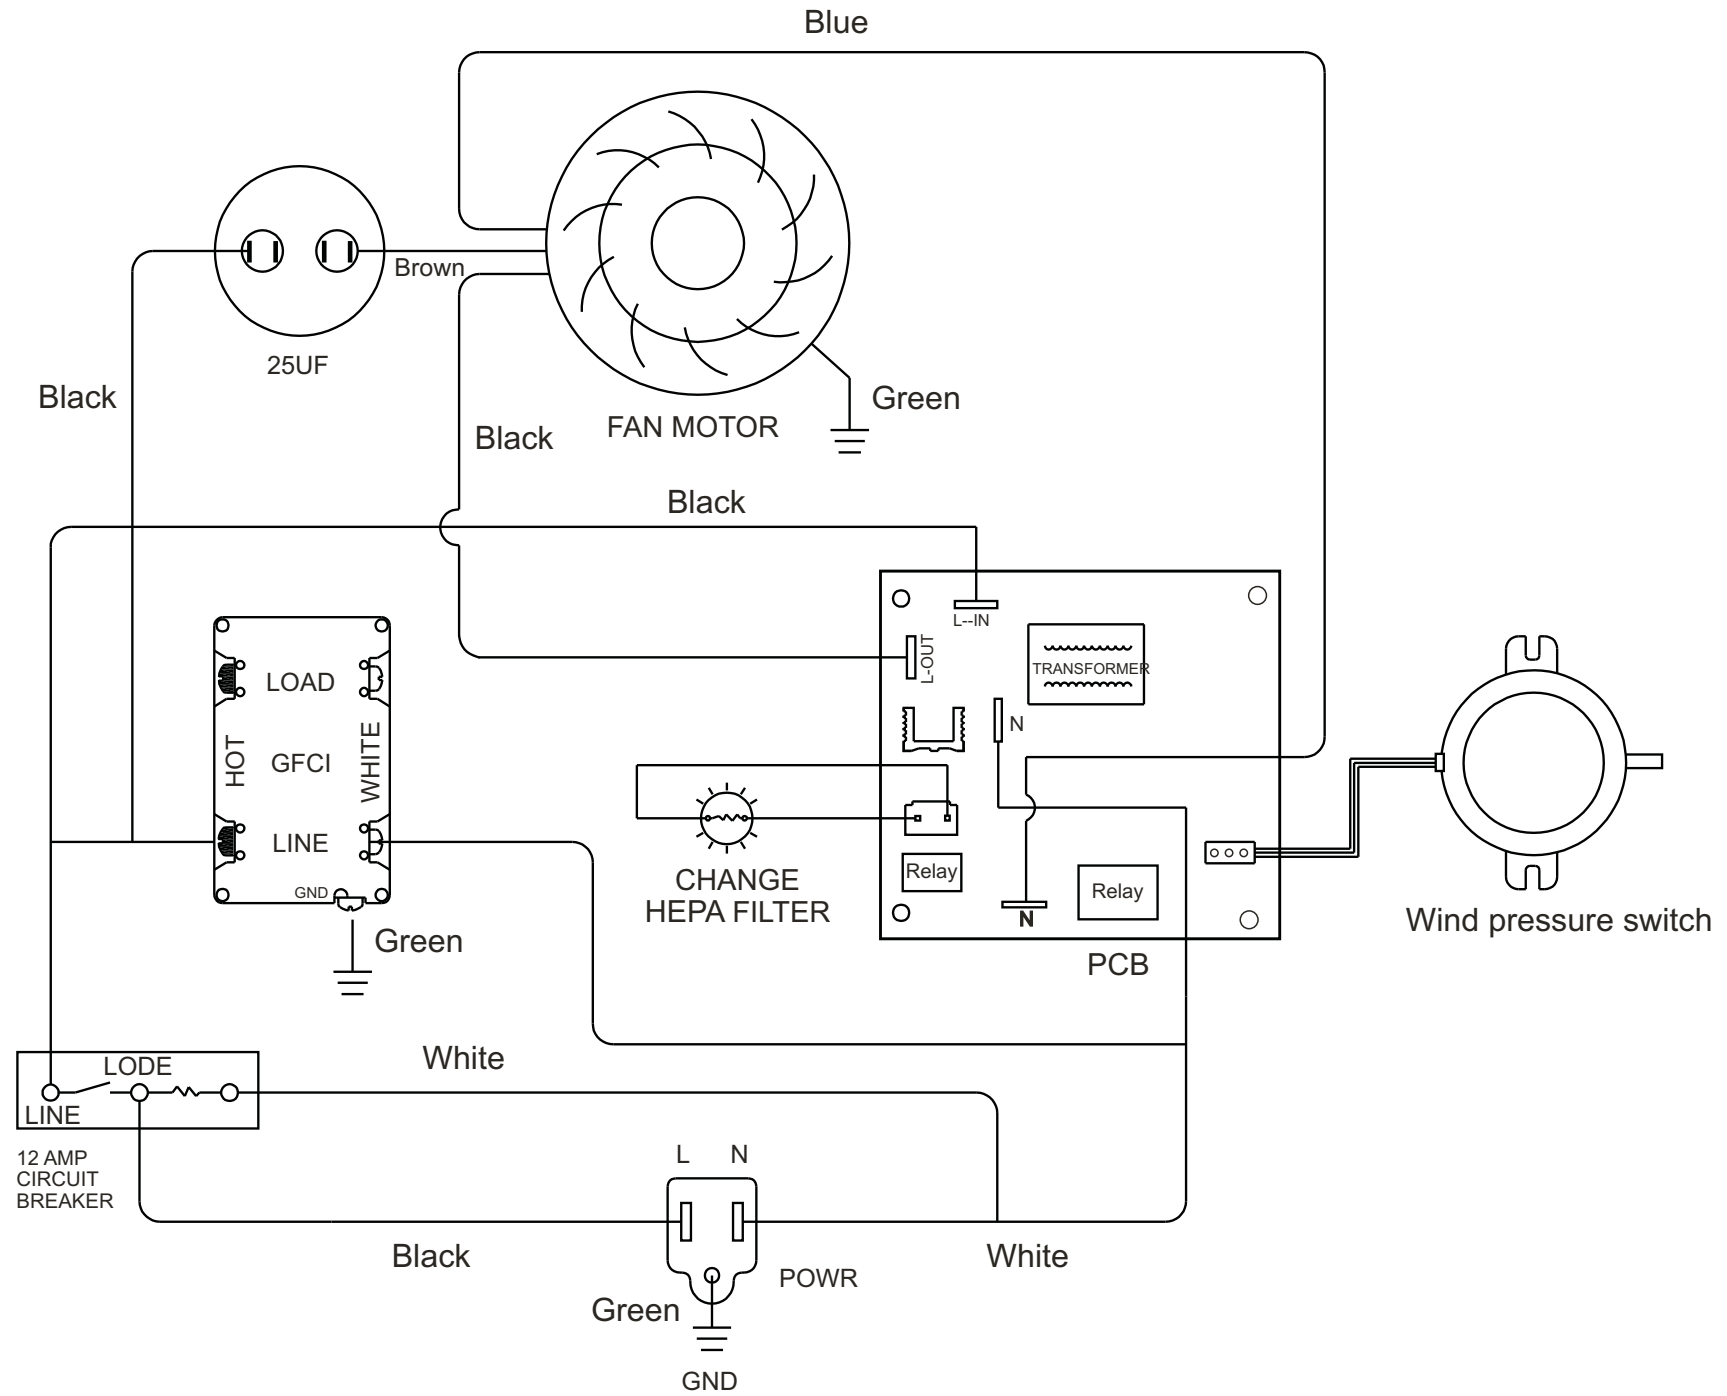 Blue
Brown
25UF
Black
Green
FAN MOTOR
Black
Black
L--IN
L-OUT
TRANSFORMER
N
LOAD
HOT
GFCI
WHITE
LINE
GND
Green
CHANGE
HEPA FILTER
Relay
Relay
N
PCB
Wind pressure switch
LODE
LINE
12 AMP
CIRCUIT
BREAKER
White
L N
Black
White
POWR
Green
GND